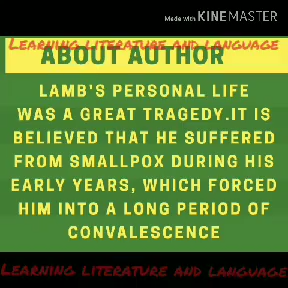 Made with KINEMASTER
Learning literature and language
ABOUT AUTHOR
LAMB'S PERSONAL LIFE
WAS A GREAT TRAGEDY.IT IS
BELIEVED THAT HE SUFFERED
FROM SMALLPOX DURING HIS
EARLY YEARS, WHICH FORCED
HIM INTO A LONG PERIOD OF
CONVALESCENCE
Learning literature and language